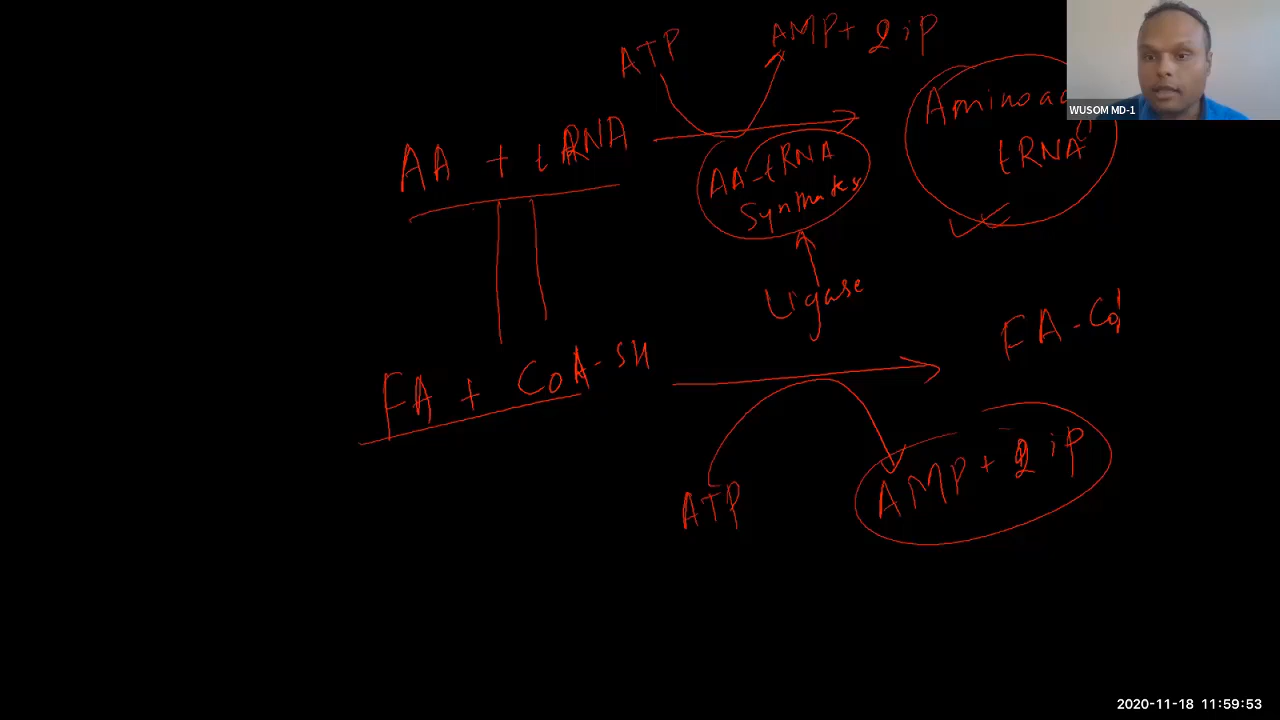 ATP AMP + 2 iP
AA + tRNA
Aminoac
tRNA
AA-tRNA
Synthates
Ligase
FA + CoA-SH
FA - Co
ATP
AMP + 2 iP
WUSOM MD-1
2020-11-18 11:59:53